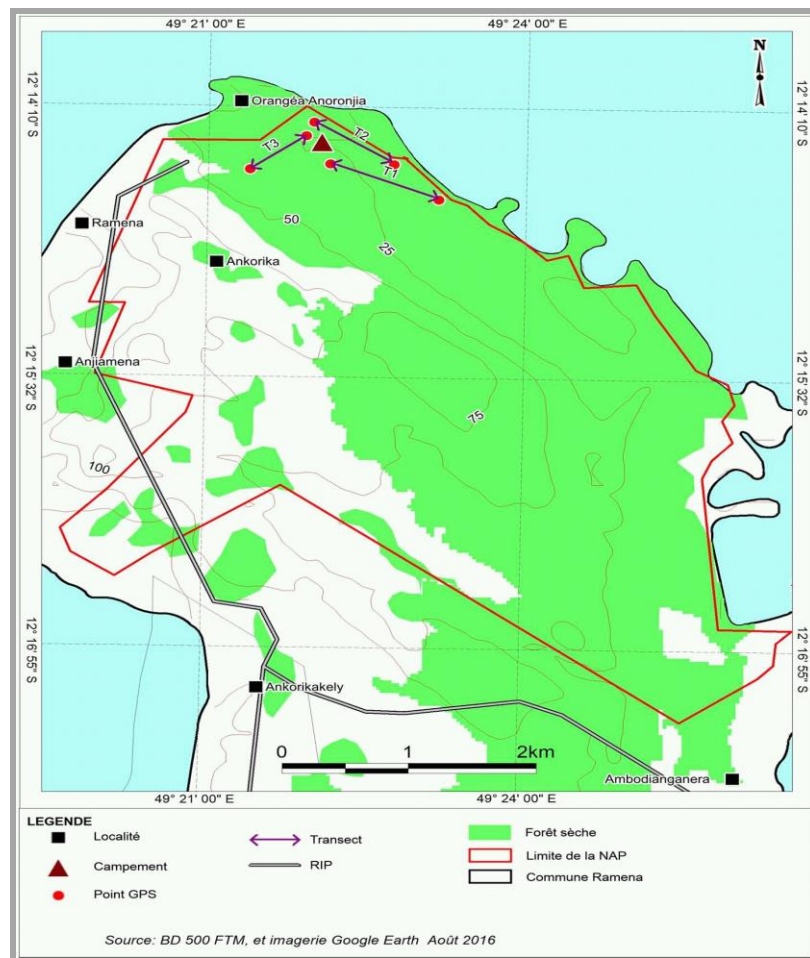 49° 21' 00'' E
49° 24' 00'' E
N
12° 14' 10'' S
12° 14' 10'' S
Orangéa Anoronjia
T2
T3
T1
50
25
Ramena
Ankorika
12° 15' 32'' S
12° 15' 32'' S
Anjiamena
75
100
12° 16' 55'' S
12° 16' 55'' S
Ankorikakely
0 1 2km
Ambodianganera
49° 21' 00'' E
49° 24' 00'' E
LEGENDE
Localité
Transect
Forêt sèche
Campement
RIP
Limite de la NAP
Point GPS
Commune Ramena
Source: BD 500 FTM, et imagerie Google Earth Août 2016